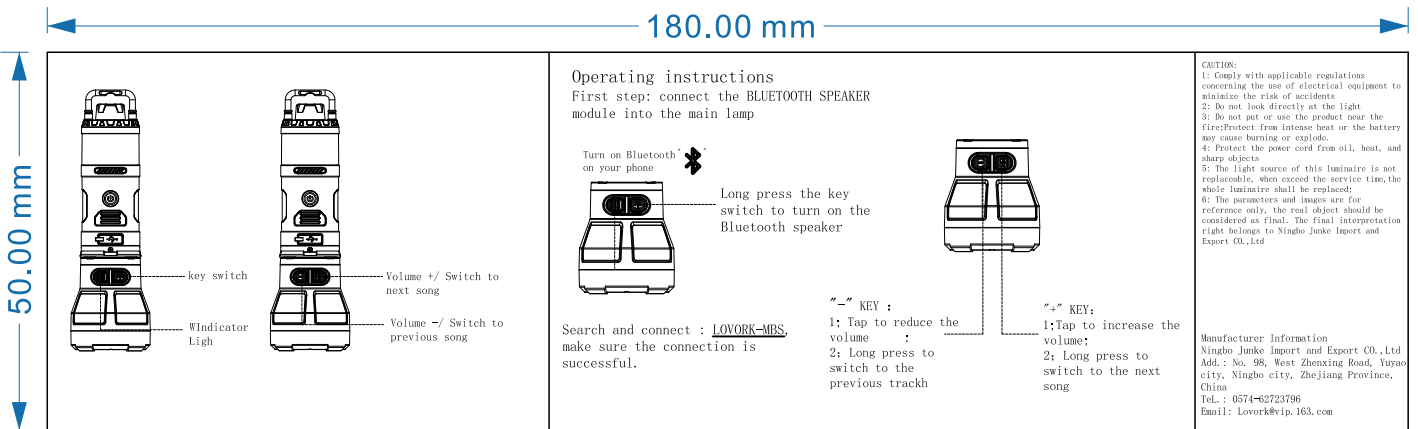 180.00 mm
50.00 mm
key switch
WIndicator
Ligh
Volume +/ Switch to
next song
Volume -/ Switch to
previous song
Operating instructions
First step: connect the BLUETOOTH SPEAKER
module into the main lamp
Turn on Bluetooth" "
on your phone
Long press the key
switch to turn on the
Bluetooth speaker
Search and connect : LOVORK-MBS,
make sure the connection is
successful.
"-" KEY :
1; Tap to reduce the
volume ;
2; Long press to
switch to the
previous trackh
"+" KEY:
1;Tap to increase the
volume;
2; Long press to
switch to the next
song
CAUTION:
1: Comply with applicable regulations
concerning the use of electrical equipment to
minimize the risk of accidents
2: Do not look directly at the light
3: Do not put or use the product near the
fire;Protect from intense heat or the battery
may cause burning or explode.
4: Protect the power cord from oil, heat, and
sharp objects
5: The light source of this luminaire is not
replaceable, when exceed the service time,the
whole luminaire shall be replaced;
6: The parameters and images are for
reference only, the real object should be
considered as final. The final interpretation
right belongs to Ningbo Junke Import and
Export CO.,Ltd
Manufacturer Information
Ningbo Junke Import and Export CO.,Ltd
Add.: No. 98, West Zhenxing Road, Yuyao
city, Ningbo city, Zhejiang Province,
China
TeL.: 0574-62723796
Email: Lovork@vip.163.com